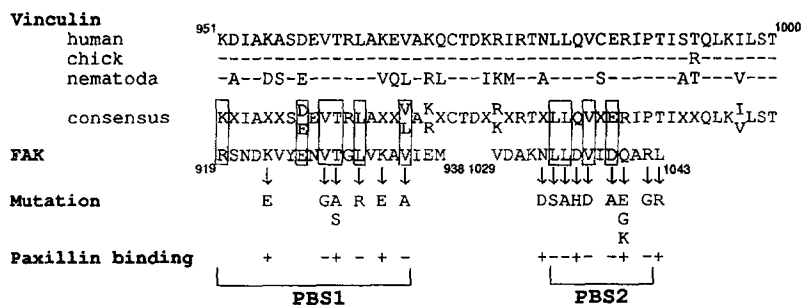 Vinculin
951 1000
human KDIAKASDEVTRLAKEVAKQCTDKRIRTNLLQVCERIPTISTQLKILST
chick -----------------------------------------R-------
nematoda -A-DS-E-----VQL-RL---IKM--A----S------AT---V---
D V K R I
consensus KXIAXXS EVTRLAXX A XCTDX XRTXLLQVXERIPTIXXQLK LST
E L R K V
FAK RSNDKVYENVTGLVKAVIEM VDAKNLLDVIDQARL
919 938 1029 1043
↓ ↓↓ ↓ ↓ ↓ ↓↓↓↓↓ ↓↓ ↓↓
Mutation E GA R E A DSAHD AE GR
S G
K
Paxillin binding + -+ - + - +--+- -+ -+
PBS1 PBS2